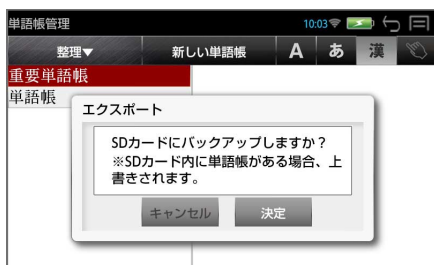 単語帳管理
10:03
整理▼
新しい単語帳
A
あ
漢
重要単語帳
単語帳
エクスポート
SDカードにバックアップしますか？
※SDカード内に単語帳がある場合、上
書きされます。
キャンセル
決定